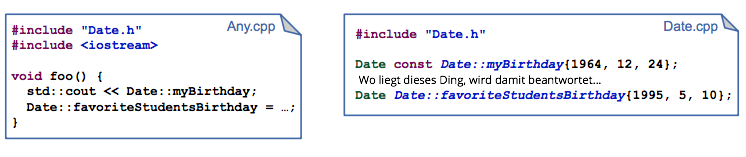 Any.cpp
#include "Date.h"
#include <iostream>
void foo() {
std::cout << Date::myBirthday;
Date::favoriteStudentsBirthday = …;
}
Date.cpp
#include "Date.h"
Date const Date::myBirthday{1964, 12, 24};
Wo liegt dieses Ding, wird damit beantwortet...
Date Date::favoriteStudentsBirthday{1995, 5, 10};